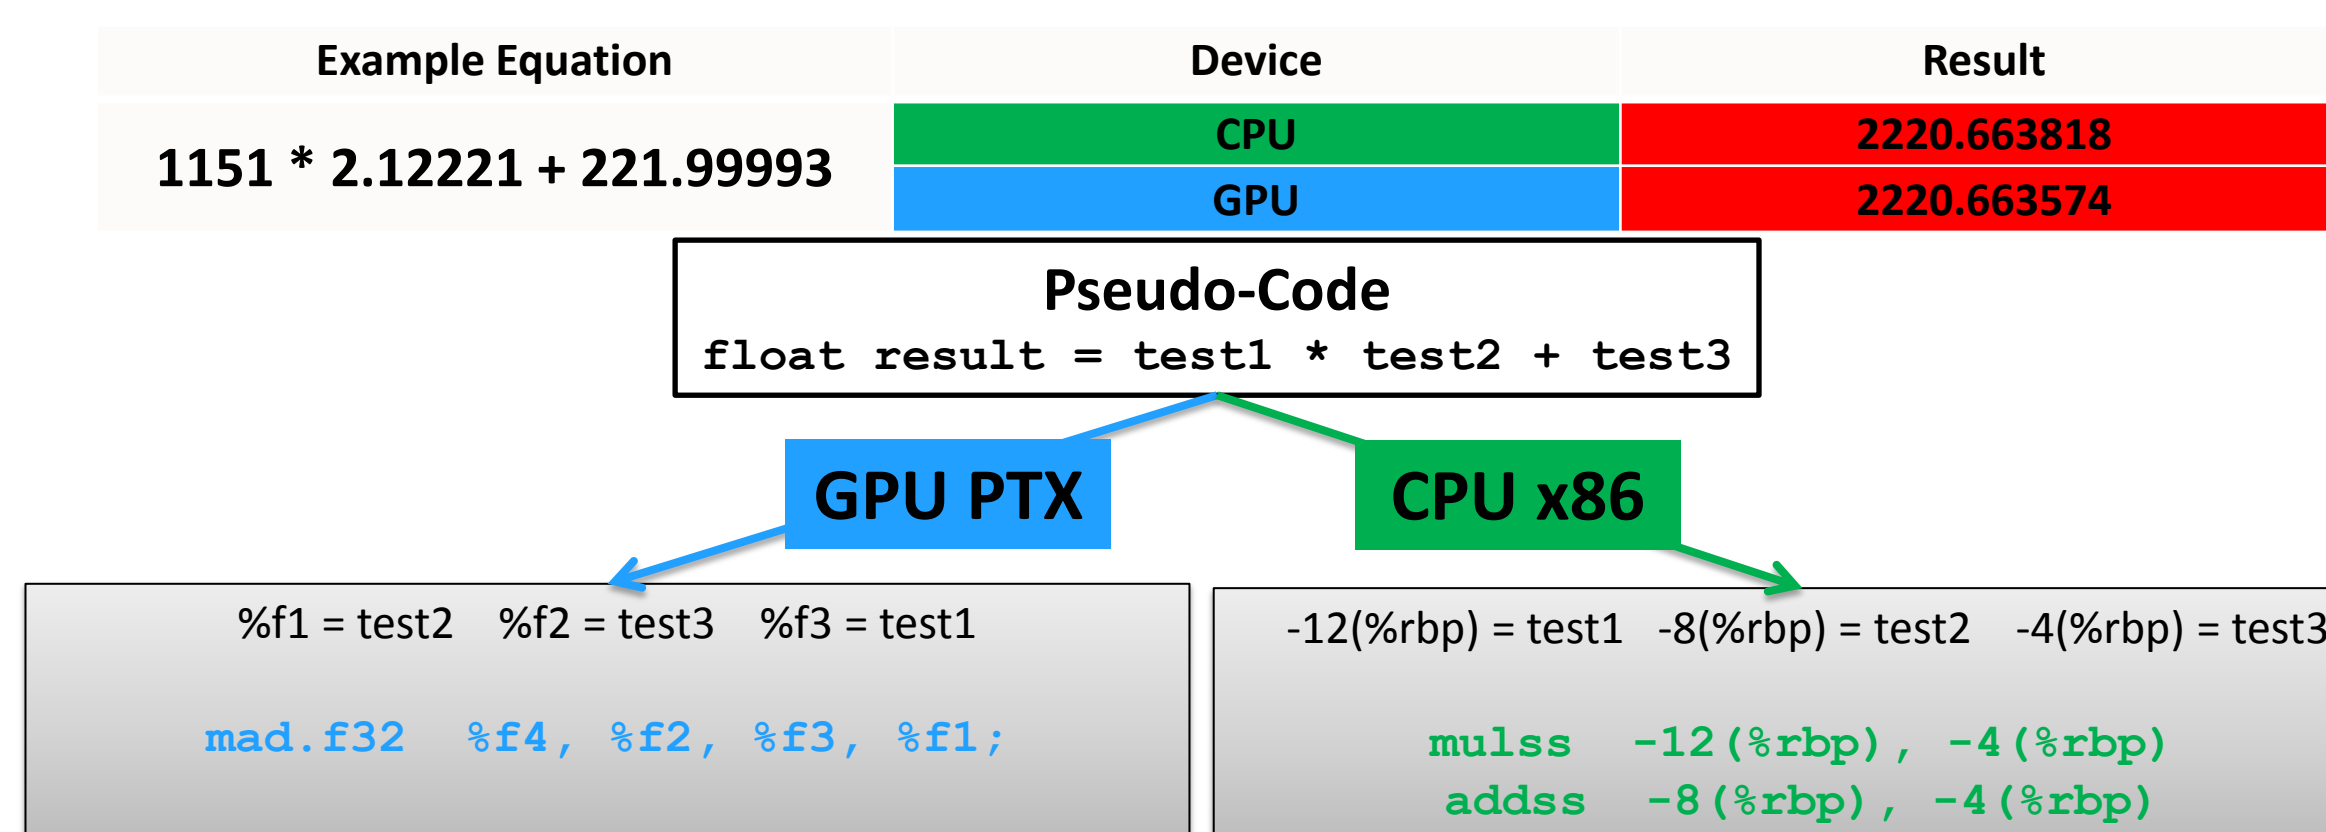 Example Equation Device Result
1151 * 2.12221 + 221.99993
CPU 2220.663818
GPU 2220.663574
Pseudo-Code
float result = test1 * test2 + test3
GPU PTX
CPU x86
%f1 = test2 %f2 = test3 %f3 = test1
mad.f32 %f4, %f2, %f3, %f1;
-12(%rbp) = test1 -8(%rbp) = test2 -4(%rbp) = test3
mulss -12(%rbp), -4(%rbp)
addss -8(%rbp), -4(%rbp)